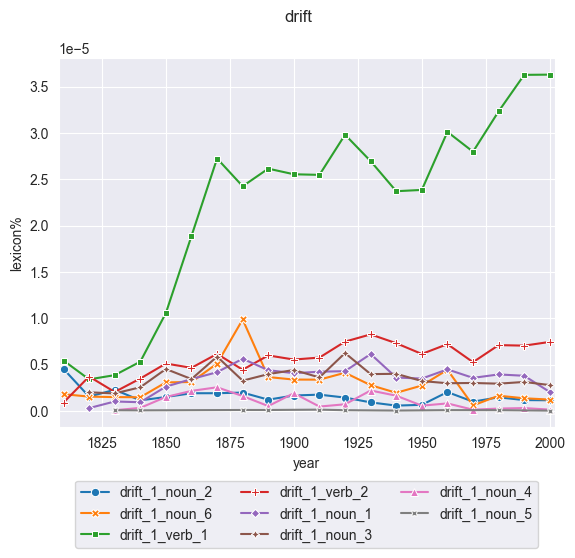 drift
1e−5
3.5
3.0
2.5
2.0
1.5
1.0
0.5
0.0
lexicon%
1825 1850 1875 1900 1925 1950 1975 2000
year
drift_1_noun_2 drift_1_verb_2 drift_1_noun_4
drift_1_noun_6 drift_1_noun_1 drift_1_noun_5
drift_1_verb_1 drift_1_noun_3